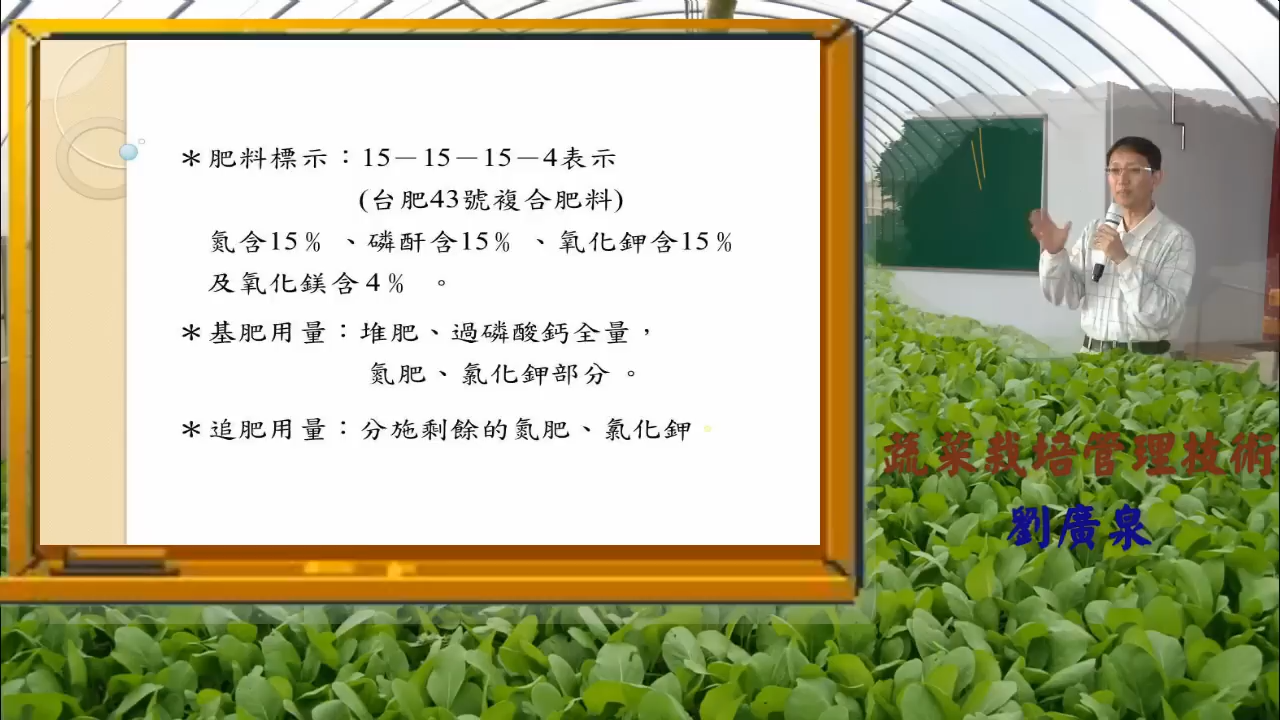 ＊肥料標示：15－15－15－4表示
(台肥43號複合肥料)
氮含15％ 、磷酐含15％ 、氧化鉀含15％
及氧化鎂含4％ 。
＊基肥用量：堆肥、過磷酸鈣全量，
氮肥、氯化鉀部分 。
＊追肥用量：分施剩餘的氮肥、氯化鉀。
蔬菜栽培管理技術
劉廣泉